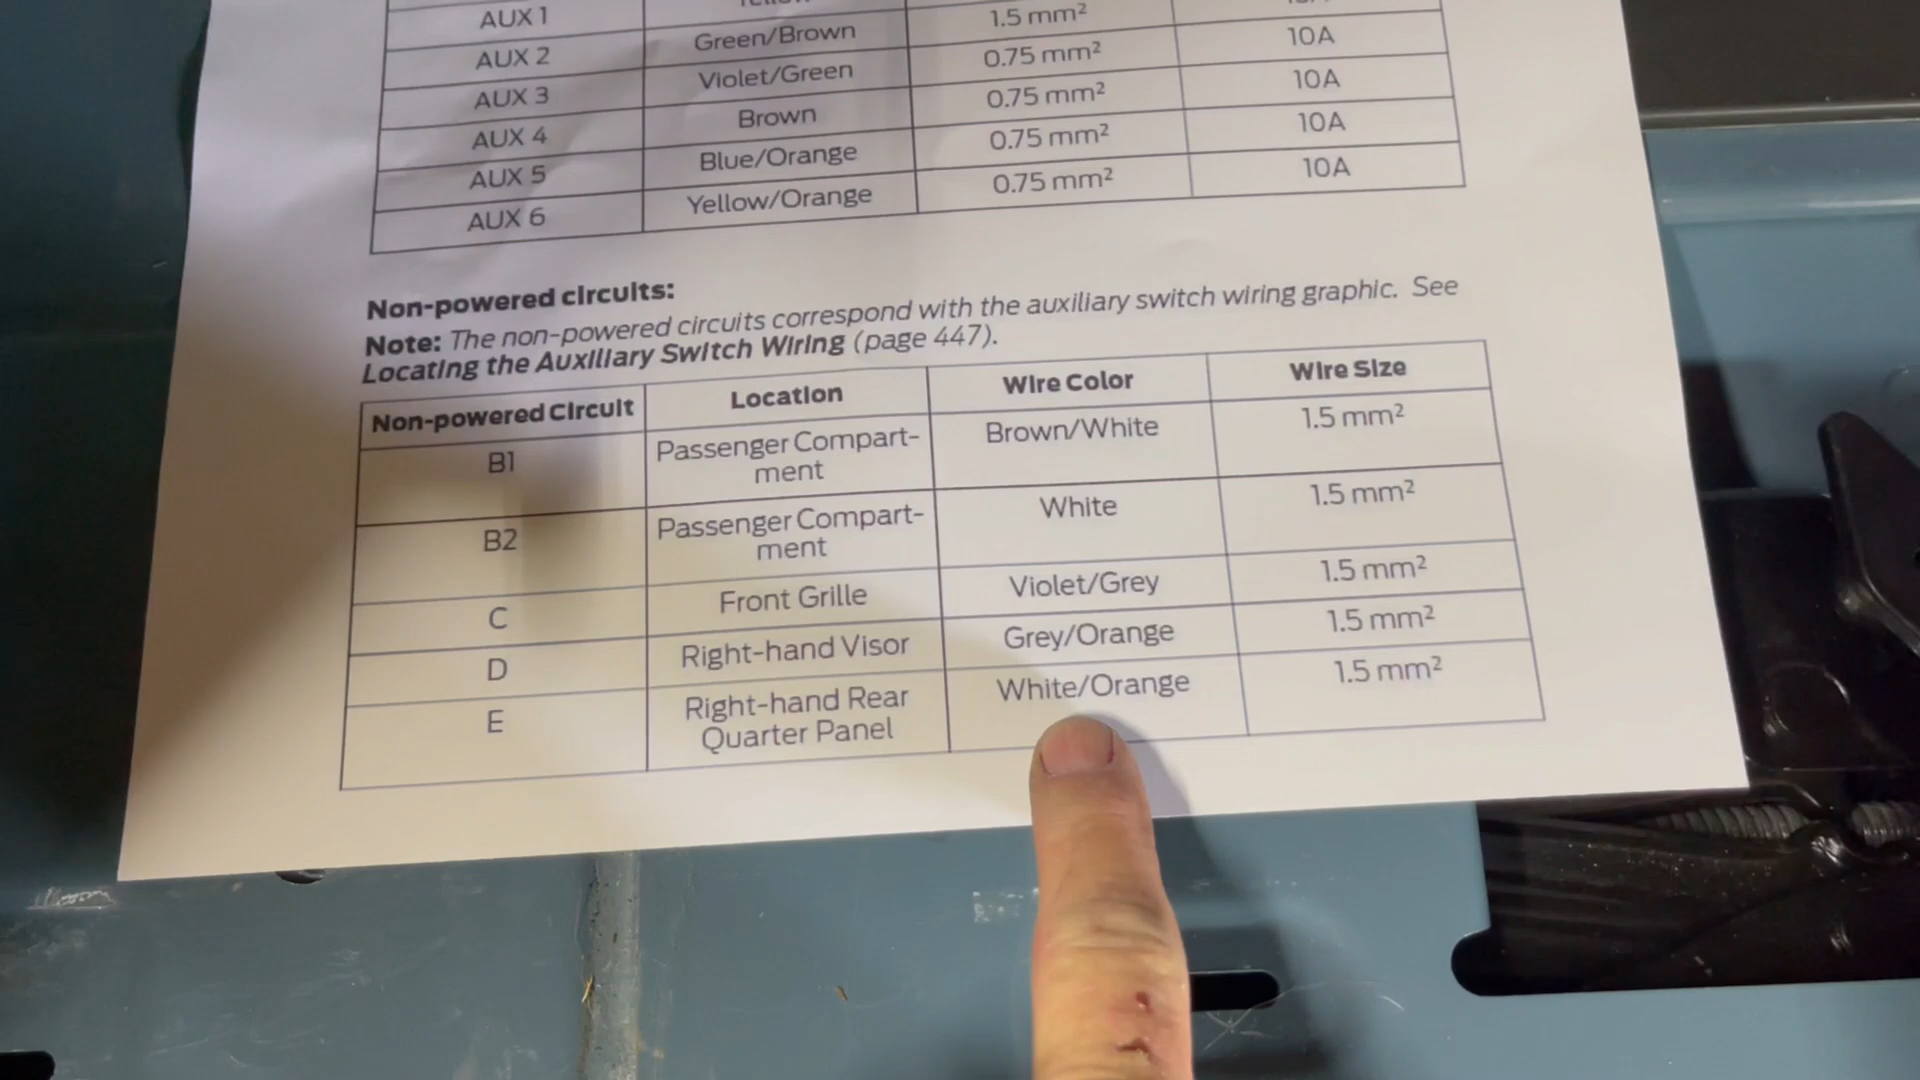 AUX 1 Yellow
AUX 2 Green/Brown 1.5 mm²
AUX 3 Violet/Green 0.75 mm² 10A
AUX 4 Brown 0.75 mm² 10A
AUX 5 Blue/Orange 0.75 mm² 10A
AUX 6 Yellow/Orange 0.75 mm² 10A
Non-powered circuits:
Note: The non-powered circuits correspond with the auxiliary switch wiring graphic. See
Locating the Auxiliary Switch Wiring (page 447).
Non-powered Circuit Location Wire Color Wire Size
B1 Passenger Compart- Brown/White 1.5 mm²
ment
B2 Passenger Compart- White 1.5 mm²
ment
C Front Grille Violet/Grey 1.5 mm²
D Right-hand Visor Grey/Orange 1.5 mm²
E Right-hand Rear White/Orange 1.5 mm²
Quarter Panel